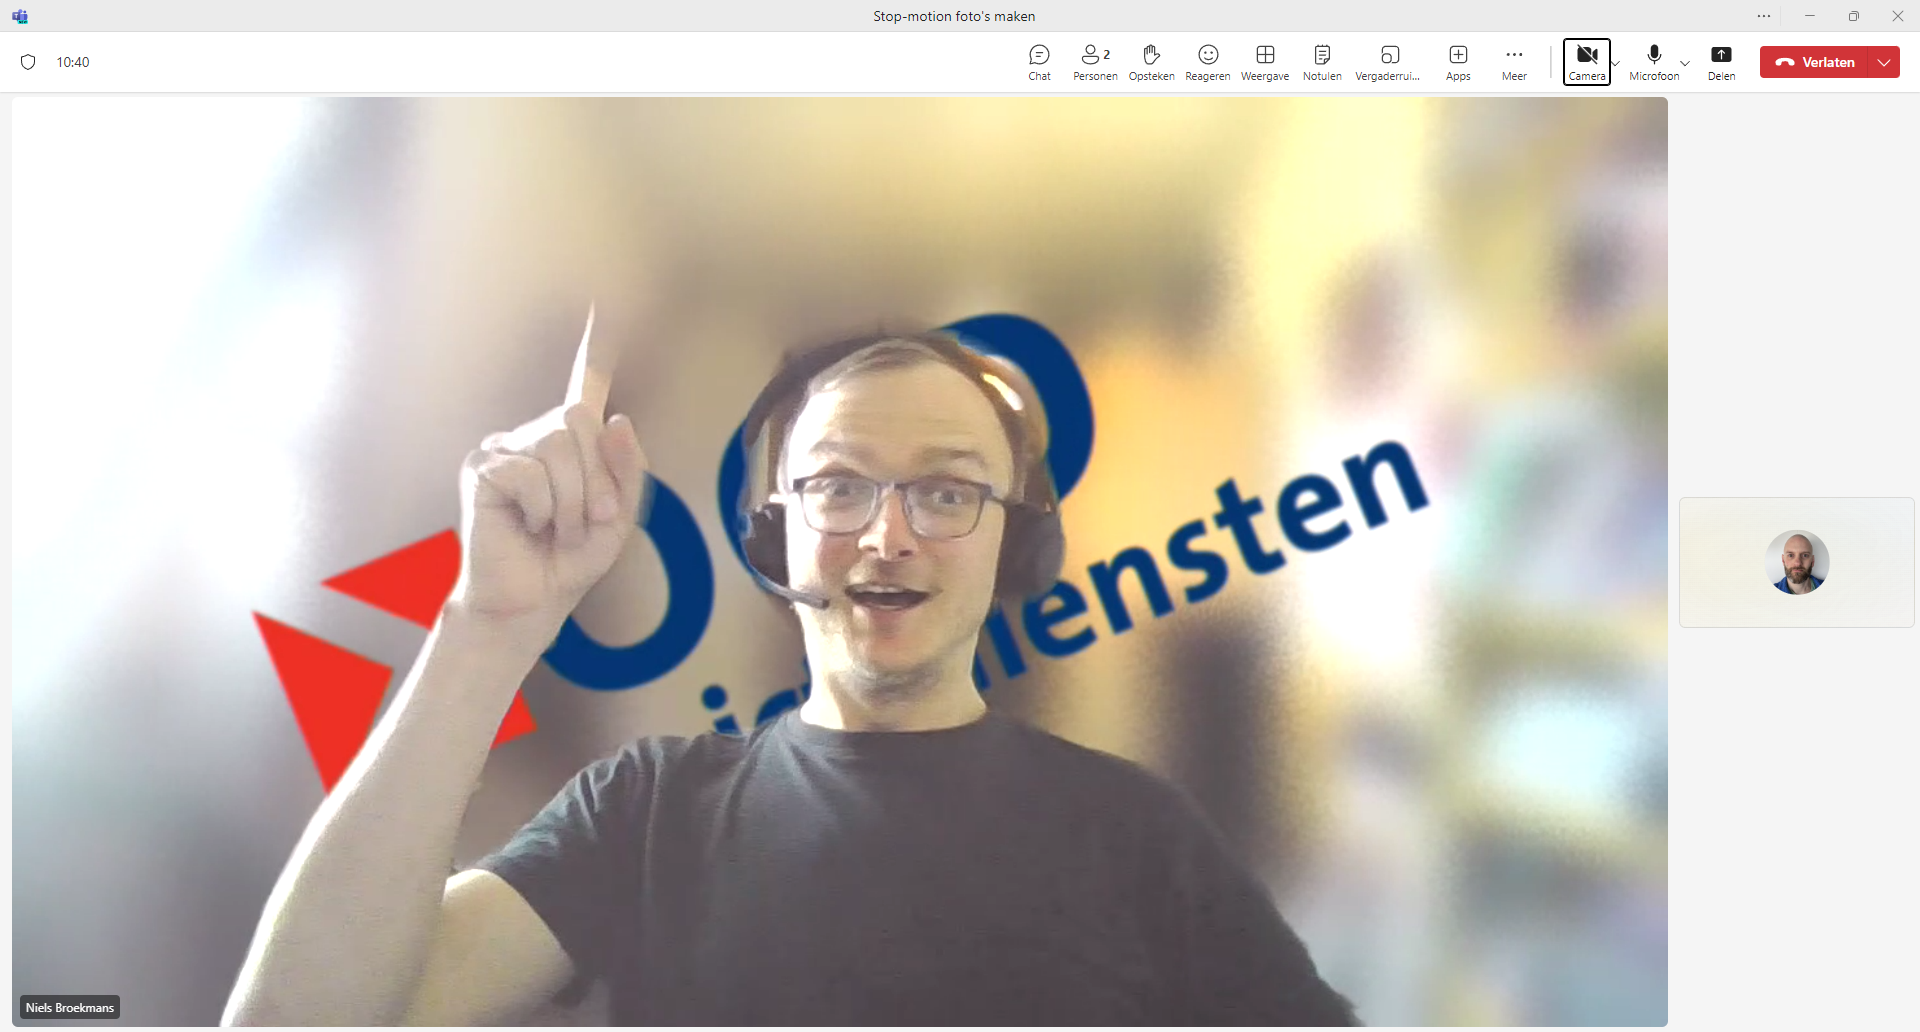 Stop-motion foto's maken
10:40
Chat
Personen
2
Opsteken
Reageren
Weergave
Notulen
Vergaderrui...
Apps
Meer
Camera
Microfoon
Delen
Verlaten
diensten
Niels Broekmans